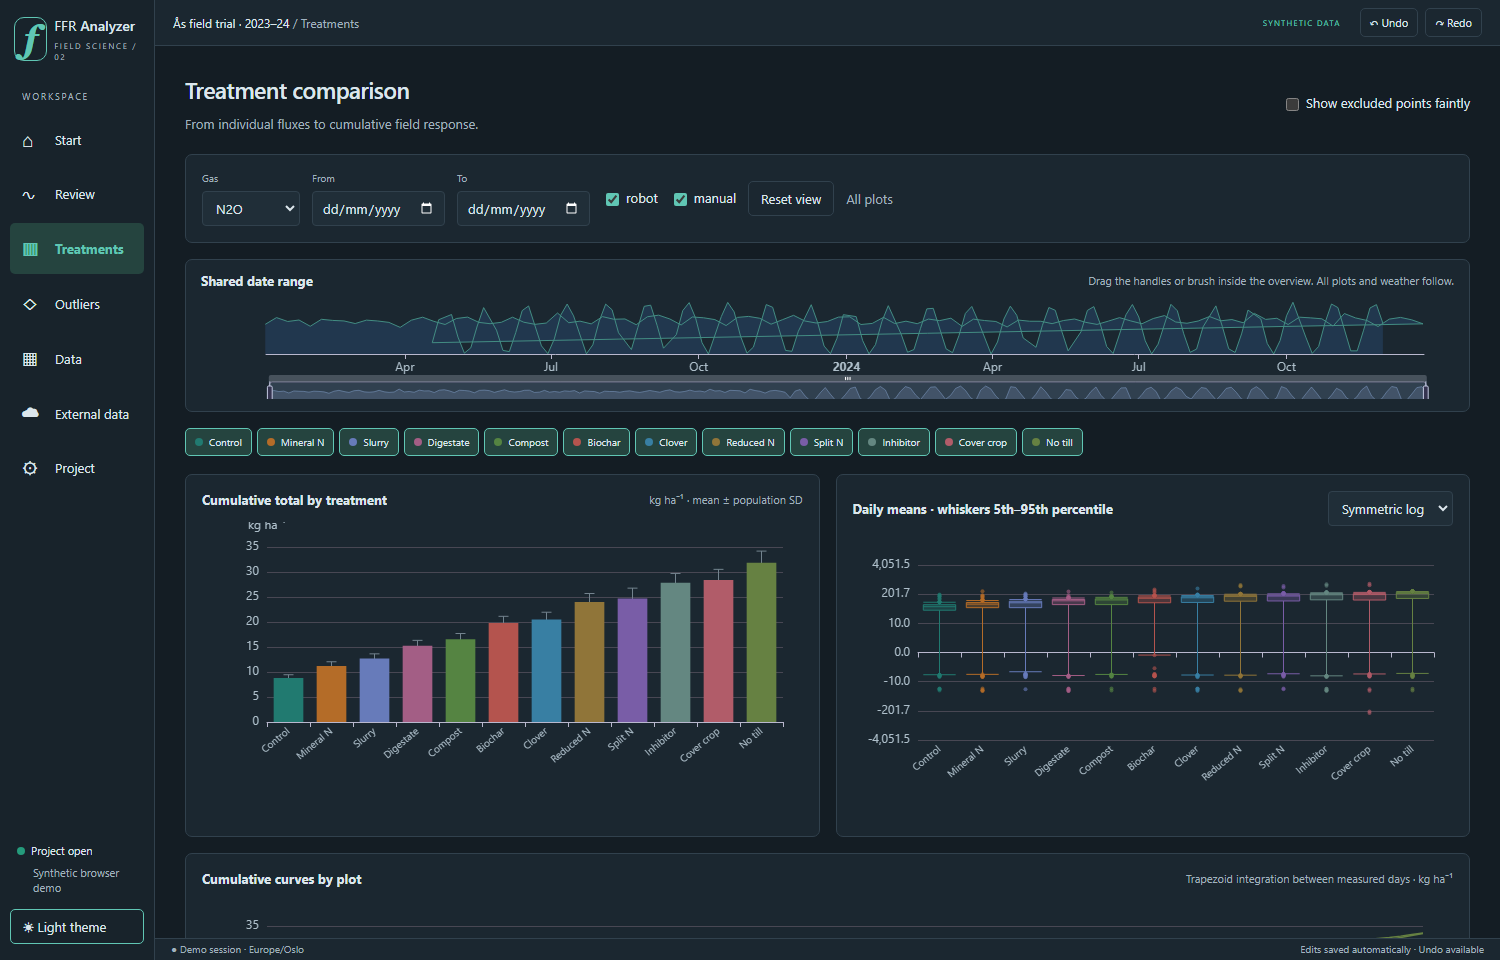 FFR Analyzer
FIELD SCIENCE /
02
WORKSPACE
Start
Review
Treatments
Outliers
Data
External data
Project
Project open
Synthetic browser
demo
☀ Light theme
Ås field trial · 2023–24 / Treatments
SYNTHETIC DATA
↶ Undo
↷ Redo
Treatment comparison
From individual fluxes to cumulative field response.
Show excluded points faintly
Gas
From
To
N2O
dd/mm/yyyy
dd/mm/yyyy
robot
manual
Reset view
All plots
Shared date range
Drag the handles or brush inside the overview. All plots and weather follow.
Apr
Jul
Oct
2024
Apr
Jul
Oct
Control
Mineral N
Slurry
Digestate
Compost
Biochar
Clover
Reduced N
Split N
Inhibitor
Cover crop
No till
Cumulative total by treatment
kg ha⁻¹ · mean ± population SD
kg ha
35
30
25
20
15
10
5
0
Control
Mineral N
Slurry
Digestate
Compost
Biochar
Clover
Reduced N
Split N
Inhibitor
Cover crop
No till
Daily means · whiskers 5th–95th percentile
Symmetric log
4,051.5
201.7
10.0
0.0
-10.0
-201.7
-4,051.5
Control
Mineral N
Slurry
Digestate
Compost
Biochar
Clover
Reduced N
Split N
Inhibitor
Cover crop
No till
Cumulative curves by plot
Trapezoid integration between measured days · kg ha⁻¹
35
● Demo session · Europe/Oslo
Edits saved automatically · Undo available